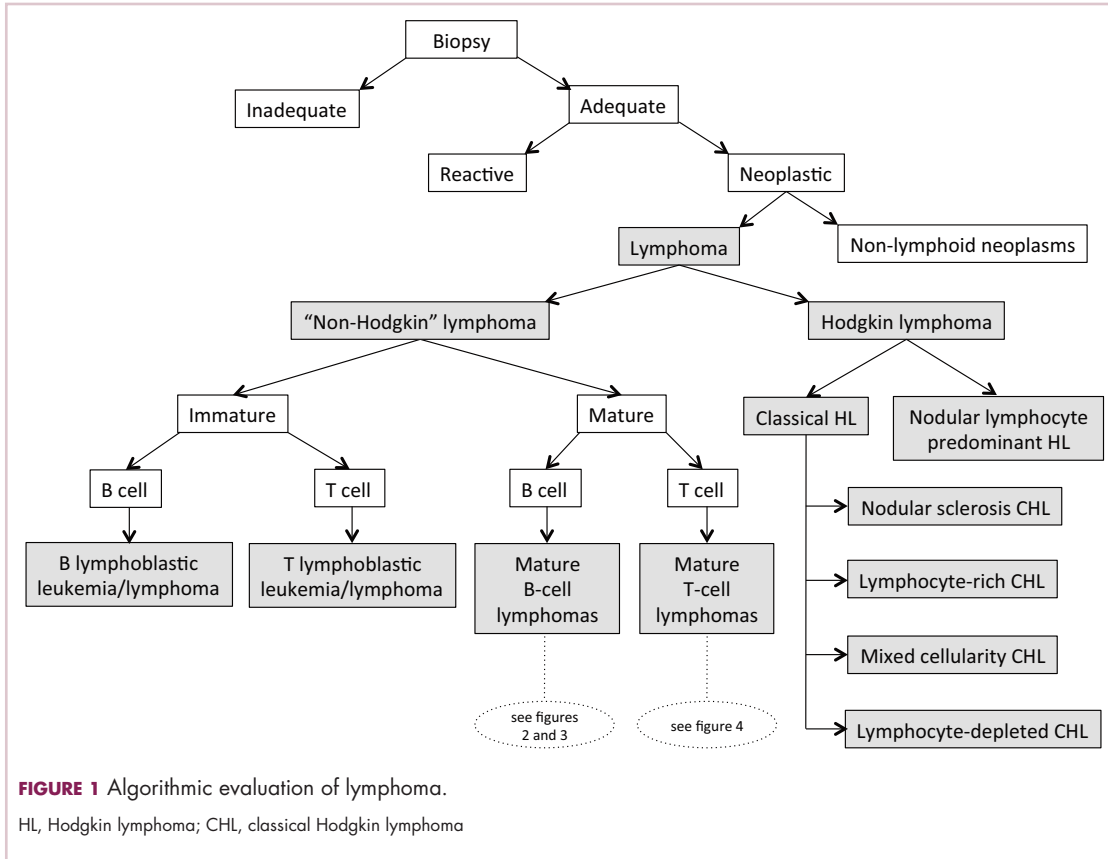 Biopsy
Inadequate
Adequate
Reactive
Neoplastic
Lymphoma
Non-lymphoid neoplasms
“Non-Hodgkin” lymphoma
Hodgkin lymphoma
Immature
Mature
Classical HL
Nodular lymphocyte
predominant HL
B cell
T cell
B cell
T cell
Nodular sclerosis CHL
B lymphoblastic
leukemia/lymphoma
T lymphoblastic
leukemia/lymphoma
Mature
B-cell
lymphomas
Mature
T-cell
lymphomas
Lymphocyte-rich CHL
Mixed cellularity CHL
see figures
2 and 3
see figure 4
Lymphocyte-depleted CHL
FIGURE 1 Algorithmic evaluation of lymphoma.
HL, Hodgkin lymphoma; CHL, classical Hodgkin lymphoma